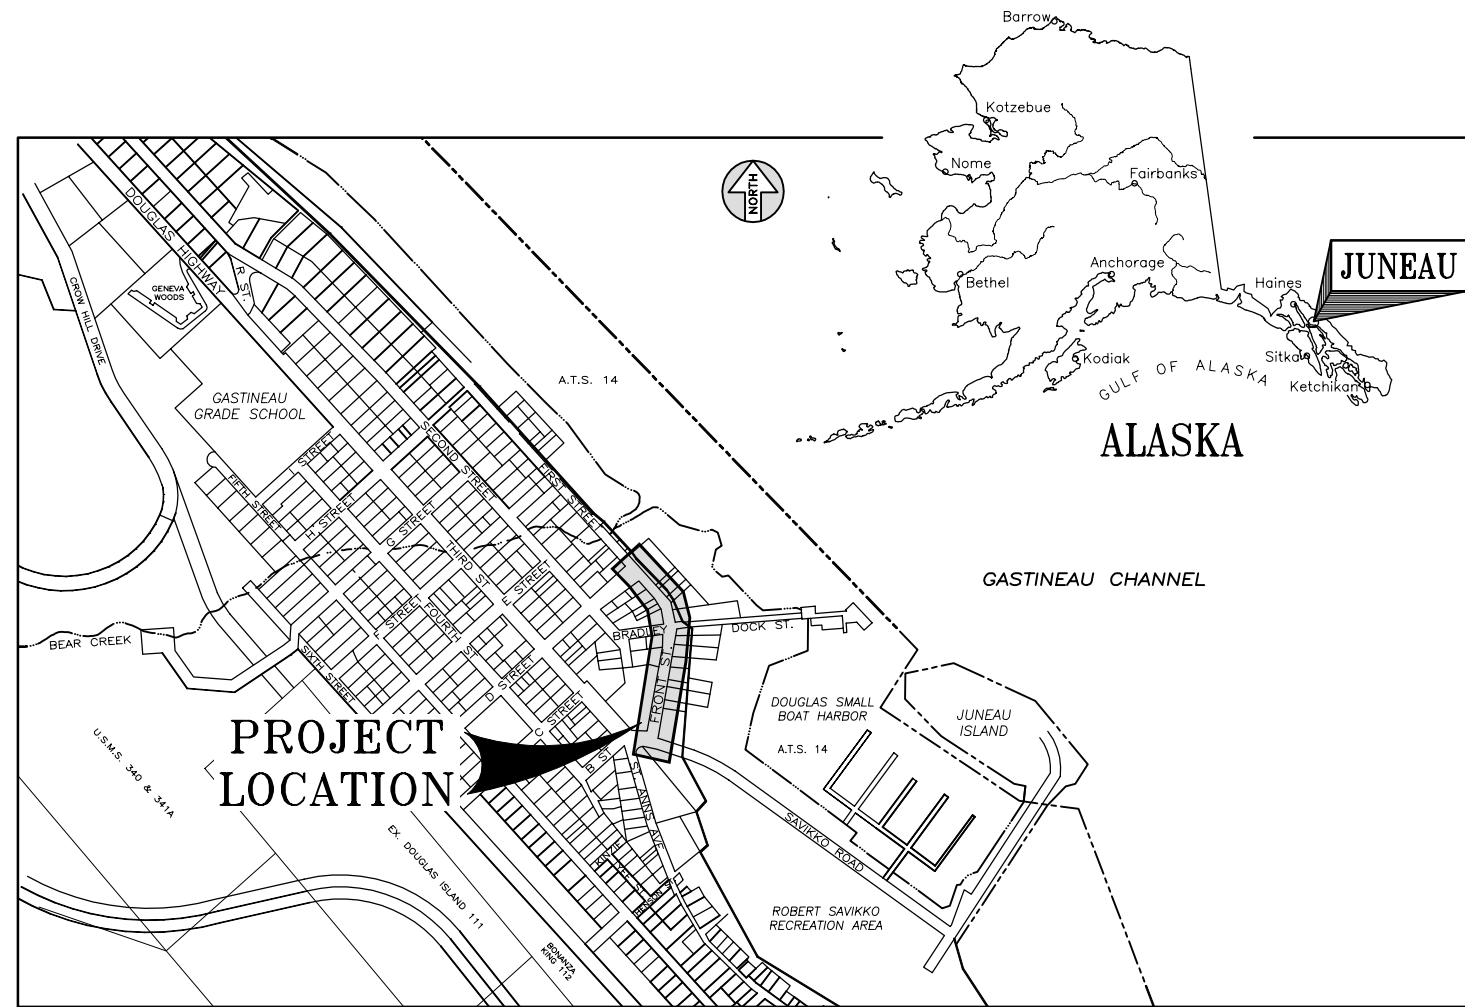 Barrow
Kotzebue
Nome
Fairbanks
NORTH
Anchorage
Bethel
Haines
JUNEAU
Kodiak
Sitka
GULF OF ALASKA
Ketchikan
ALASKA
DOUGLAS HIGHWAY
R ST.
GENEVA
WOODS
CROW HILL DRIVE
A.T.S. 14
GASTINEAU
GRADE SCHOOL
SECOND STREET
FIRST STREET
I STREET
FIFTH STREET
H STREET
G STREET
THIRD ST.
E STREET
GASTINEAU CHANNEL
F STREET
FOURTH ST.
BEAR CREEK
BRADLEY
DOCK ST.
SIXTH STREET
D STREET
FRONT ST.
C STREET
DOUGLAS SMALL
BOAT HARBOR
A.T.S. 14
JUNEAU
ISLAND
PROJECT
LOCATION
U.S.M.S. 340 & 341A
B ST.
ST. ANNS AVE
SAVIKKO ROAD
EX. DOUGLAS ISLAND 111
KINZIE
HENSON
ROBERT SAVIKKO
RECREATION AREA
BONANZA
KING 112